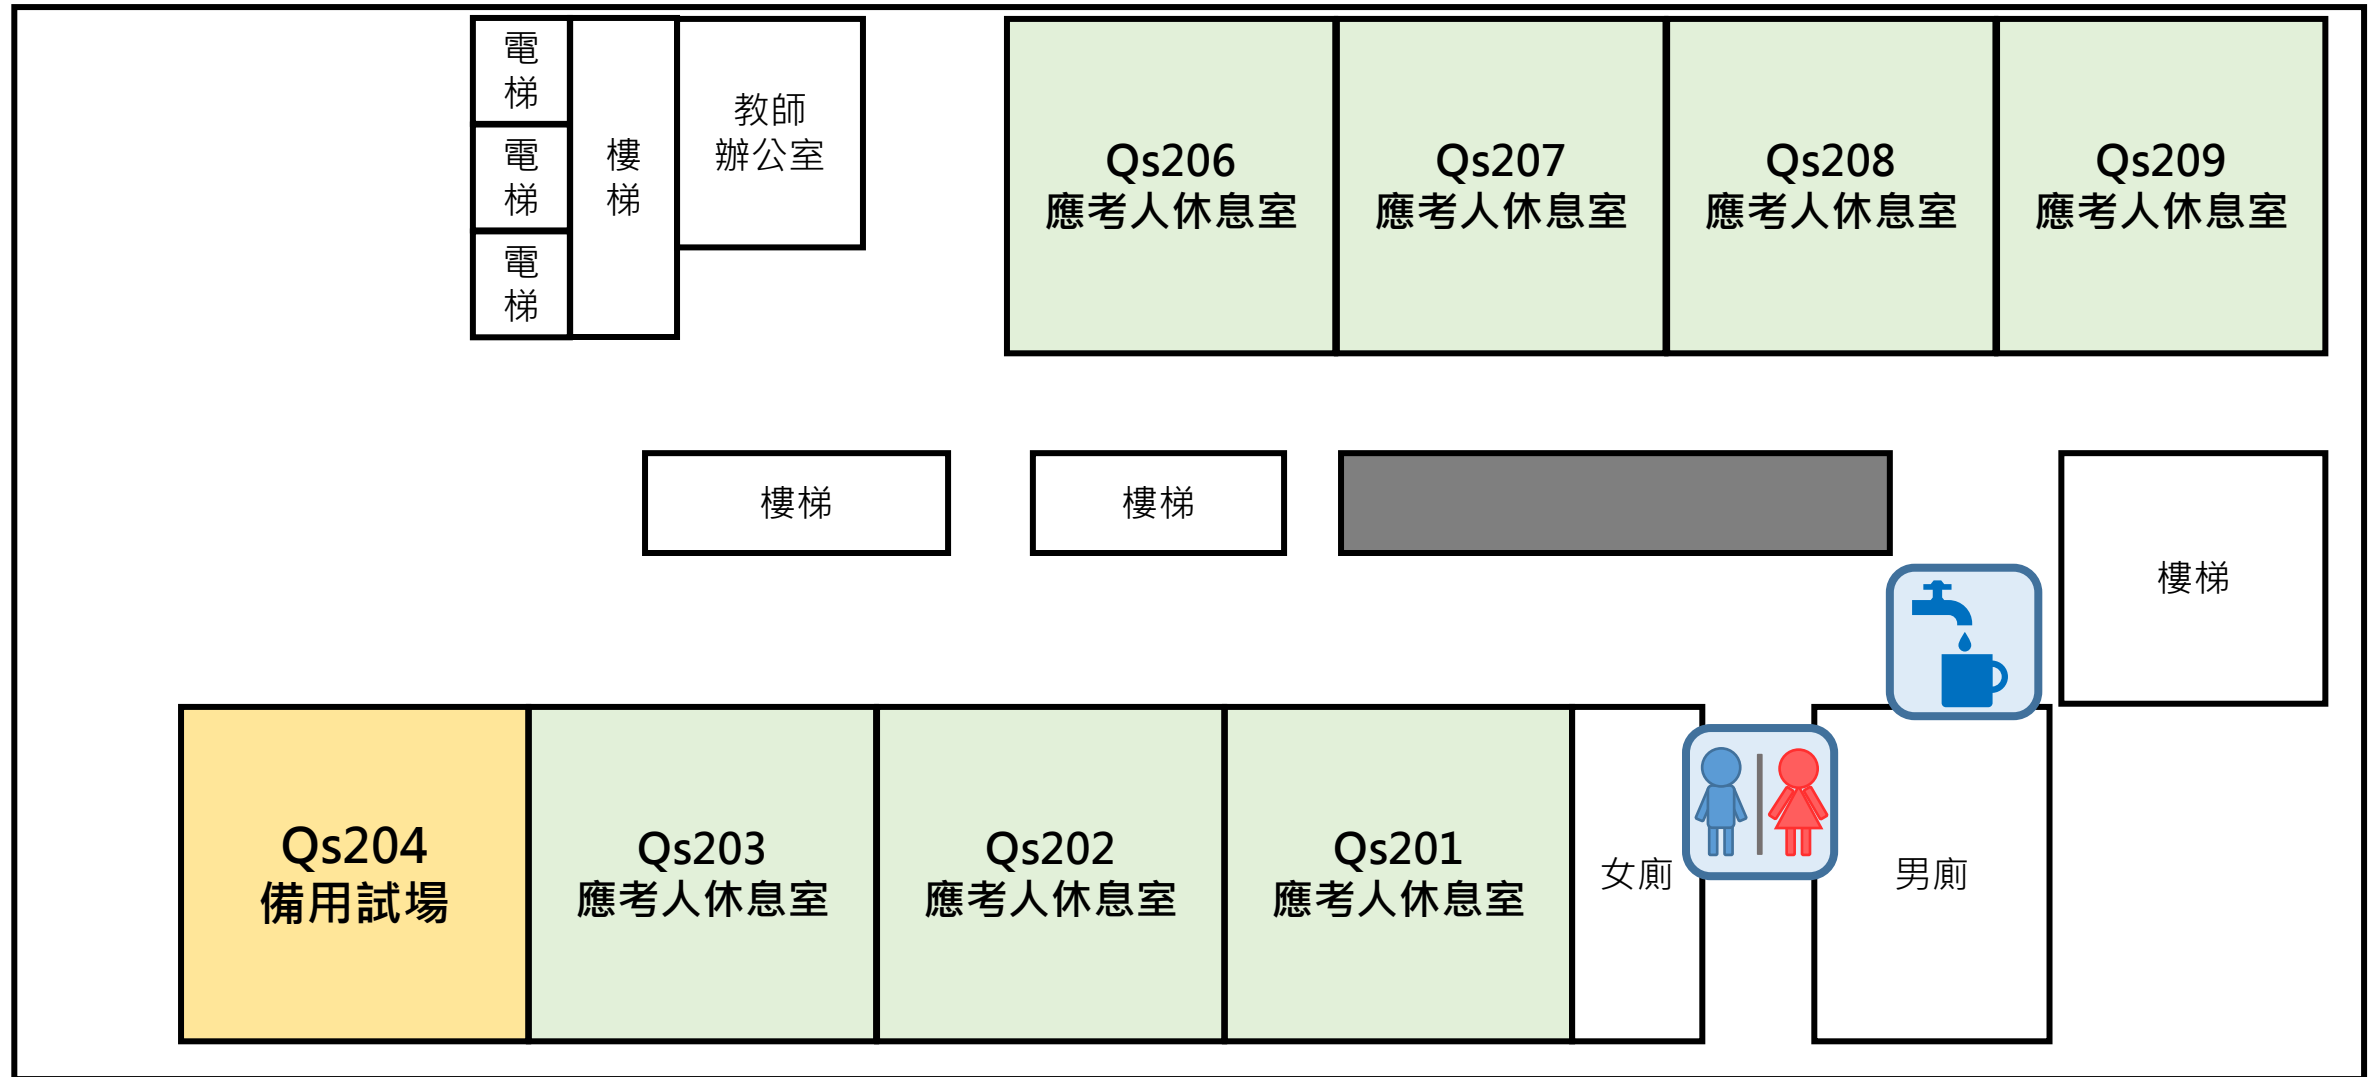 電
梯
電
梯
電
梯
樓
梯
教師
辦公室
Qs206
應考人休息室
Qs207
應考人休息室
Qs208
應考人休息室
Qs209
應考人休息室
樓梯
樓梯
樓梯
Qs204
備用試場
Qs203
應考人休息室
Qs202
應考人休息室
Qs201
應考人休息室
女廁
男廁